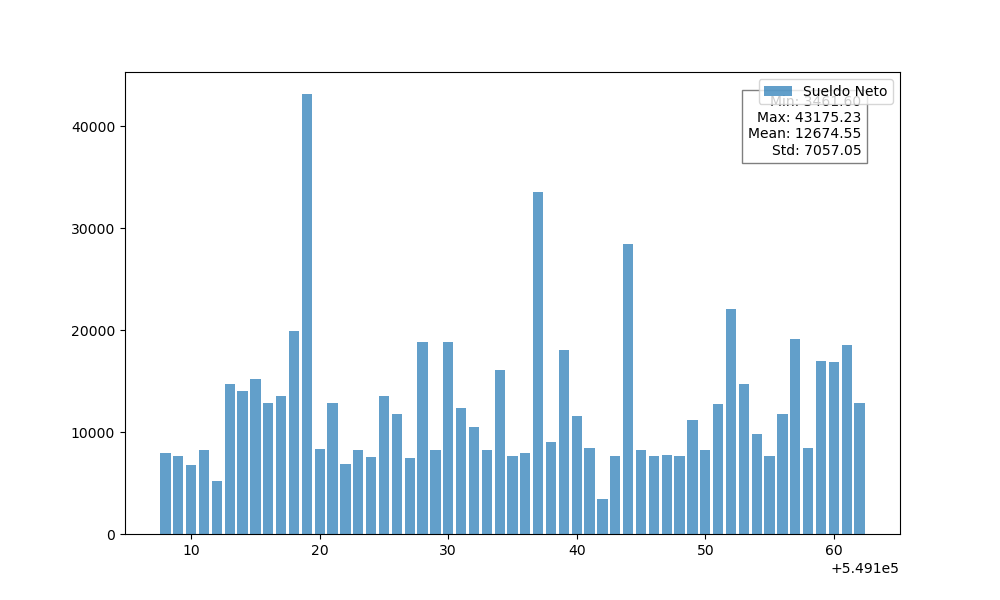 Sueldo Neto
Min: 3461.60
Max: 43175.23
Mean: 12674.55
Std: 7057.05
40000
30000
20000
10000
0
10 20 30 40 50 60
+5.491e5